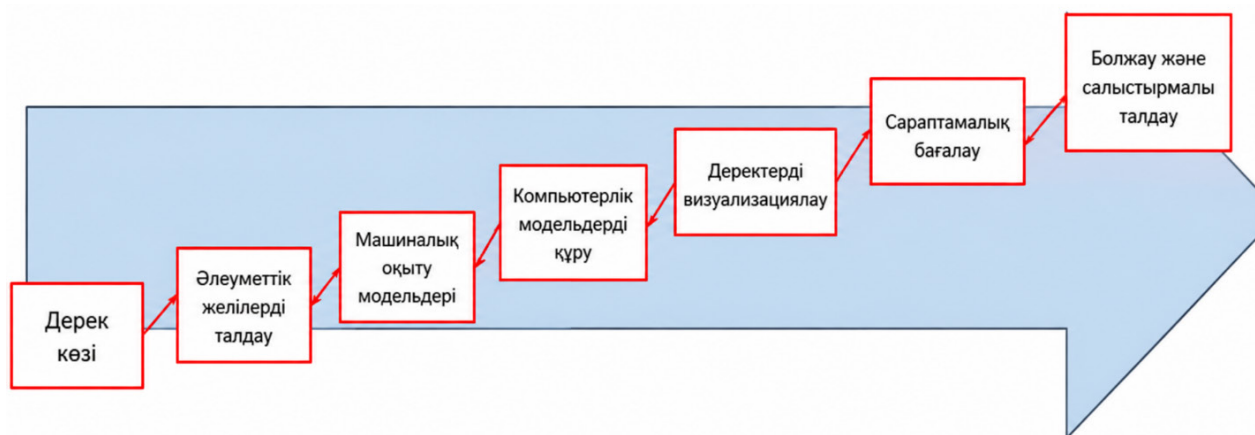 Дерек
көзі
Әлеуметтік
желілерді
талдау
Машиналық
оқыту
модельдері
Компьютерлік
модельдерді
құру
Деректерді
визуализациялау
Сараптамалық
бағалау
Болжау және
салыстырмалы
талдау